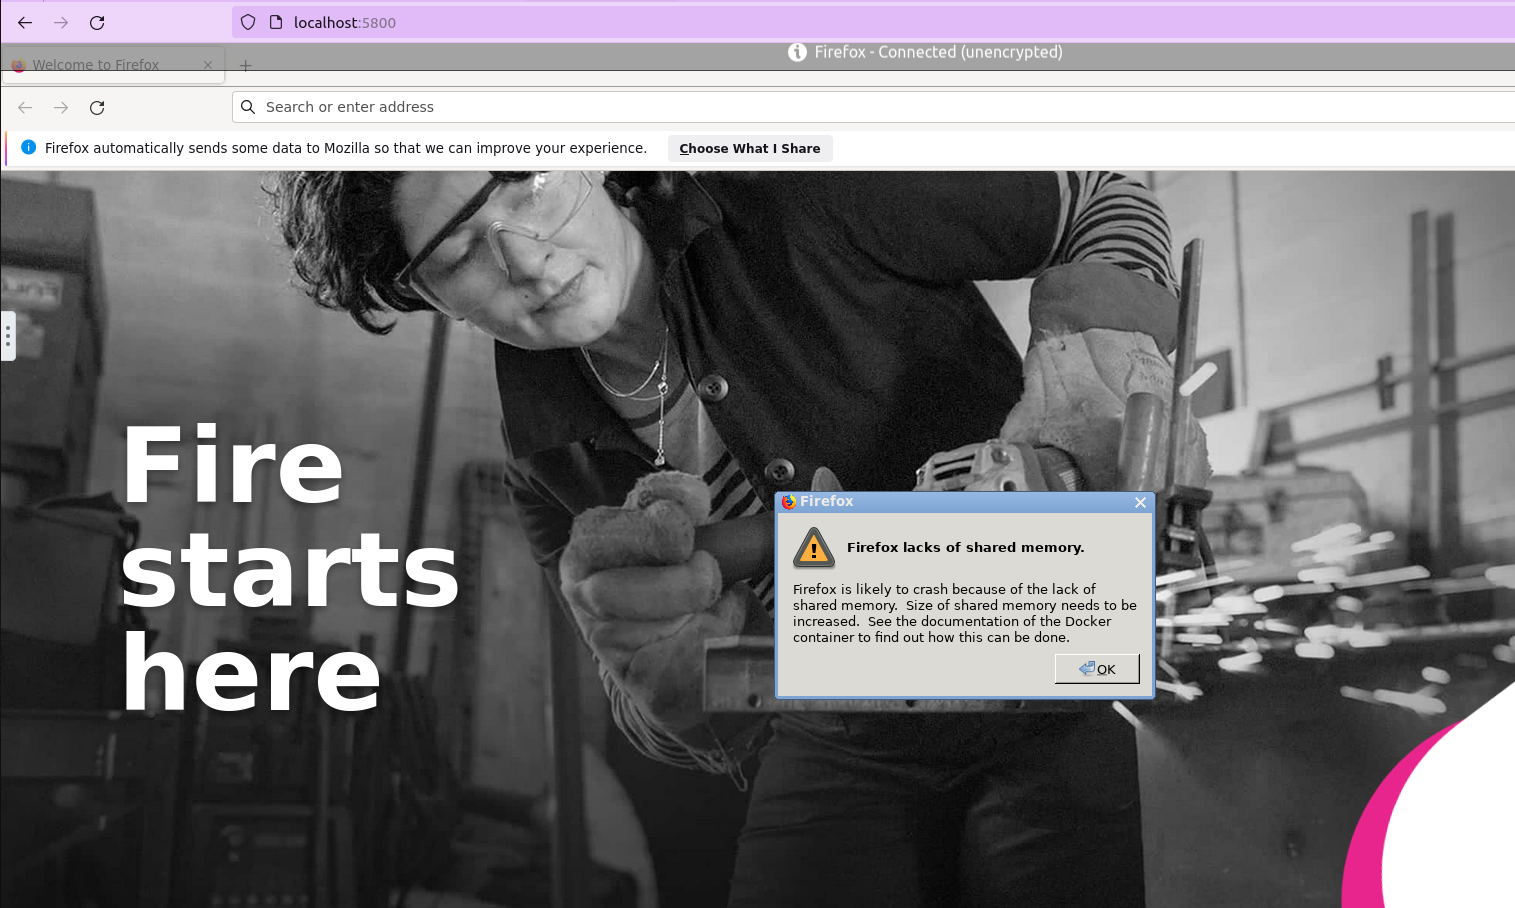 localhost:5800
Firefox - Connected (unencrypted)
Welcome to Firefox
Search or enter address
Firefox automatically sends some data to Mozilla so that we can improve your experience.
Choose What I Share
Fire
starts
here
Firefox
Firefox lacks of shared memory.
Firefox is likely to crash because of the lack of
shared memory.  Size of shared memory needs to be
increased.  See the documentation of the Docker
container to find out how this can be done.
OK